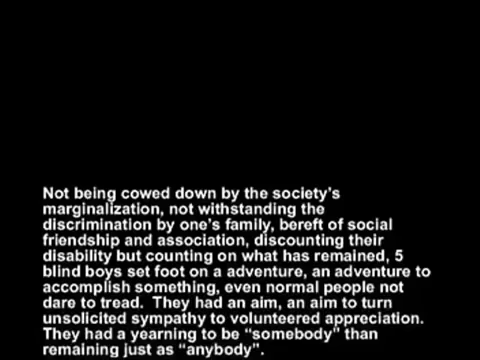 Not being cowed down by the society's
marginalization, not withstanding the
discrimination by one's family, bereft of social
friendship and association, discounting their
disability but counting on what has remained, 5
blind boys set foot on a adventure, an adventure to
accomplish something, even normal people not
dare to tread.  They had an aim, an aim to turn
unsolicited sympathy to volunteered appreciation.
They had a yearning to be “somebody” than
remaining just as “anybody”.